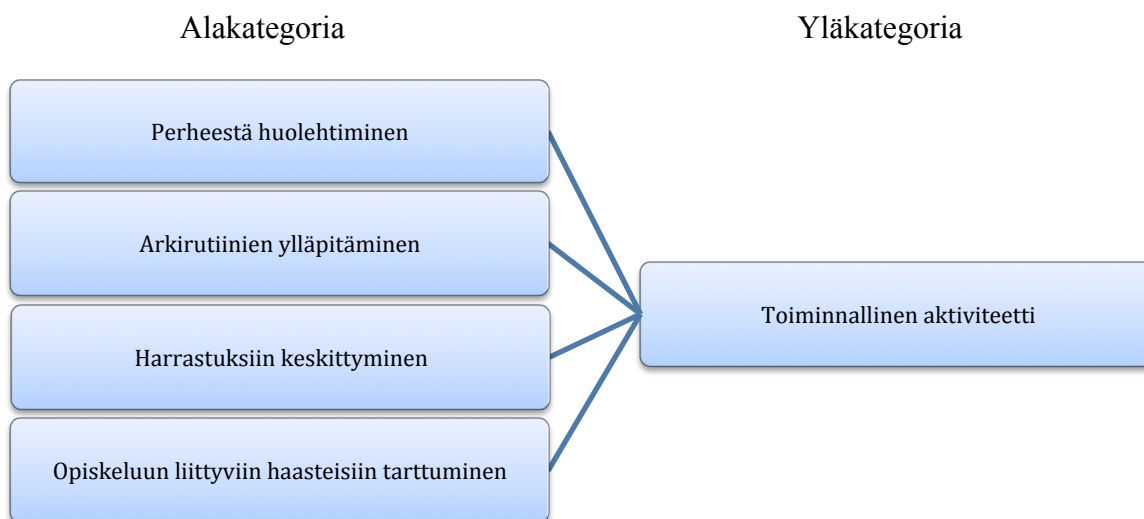 Alakategoria
Yläkategoria
Perheestä huolehtiminen
Arkirutiinien ylläpitäminen
Harrastuksiin keskittyminen
Opiskeluun liittyviin haasteisiin tarttuminen
Toiminnallinen aktiviteetti